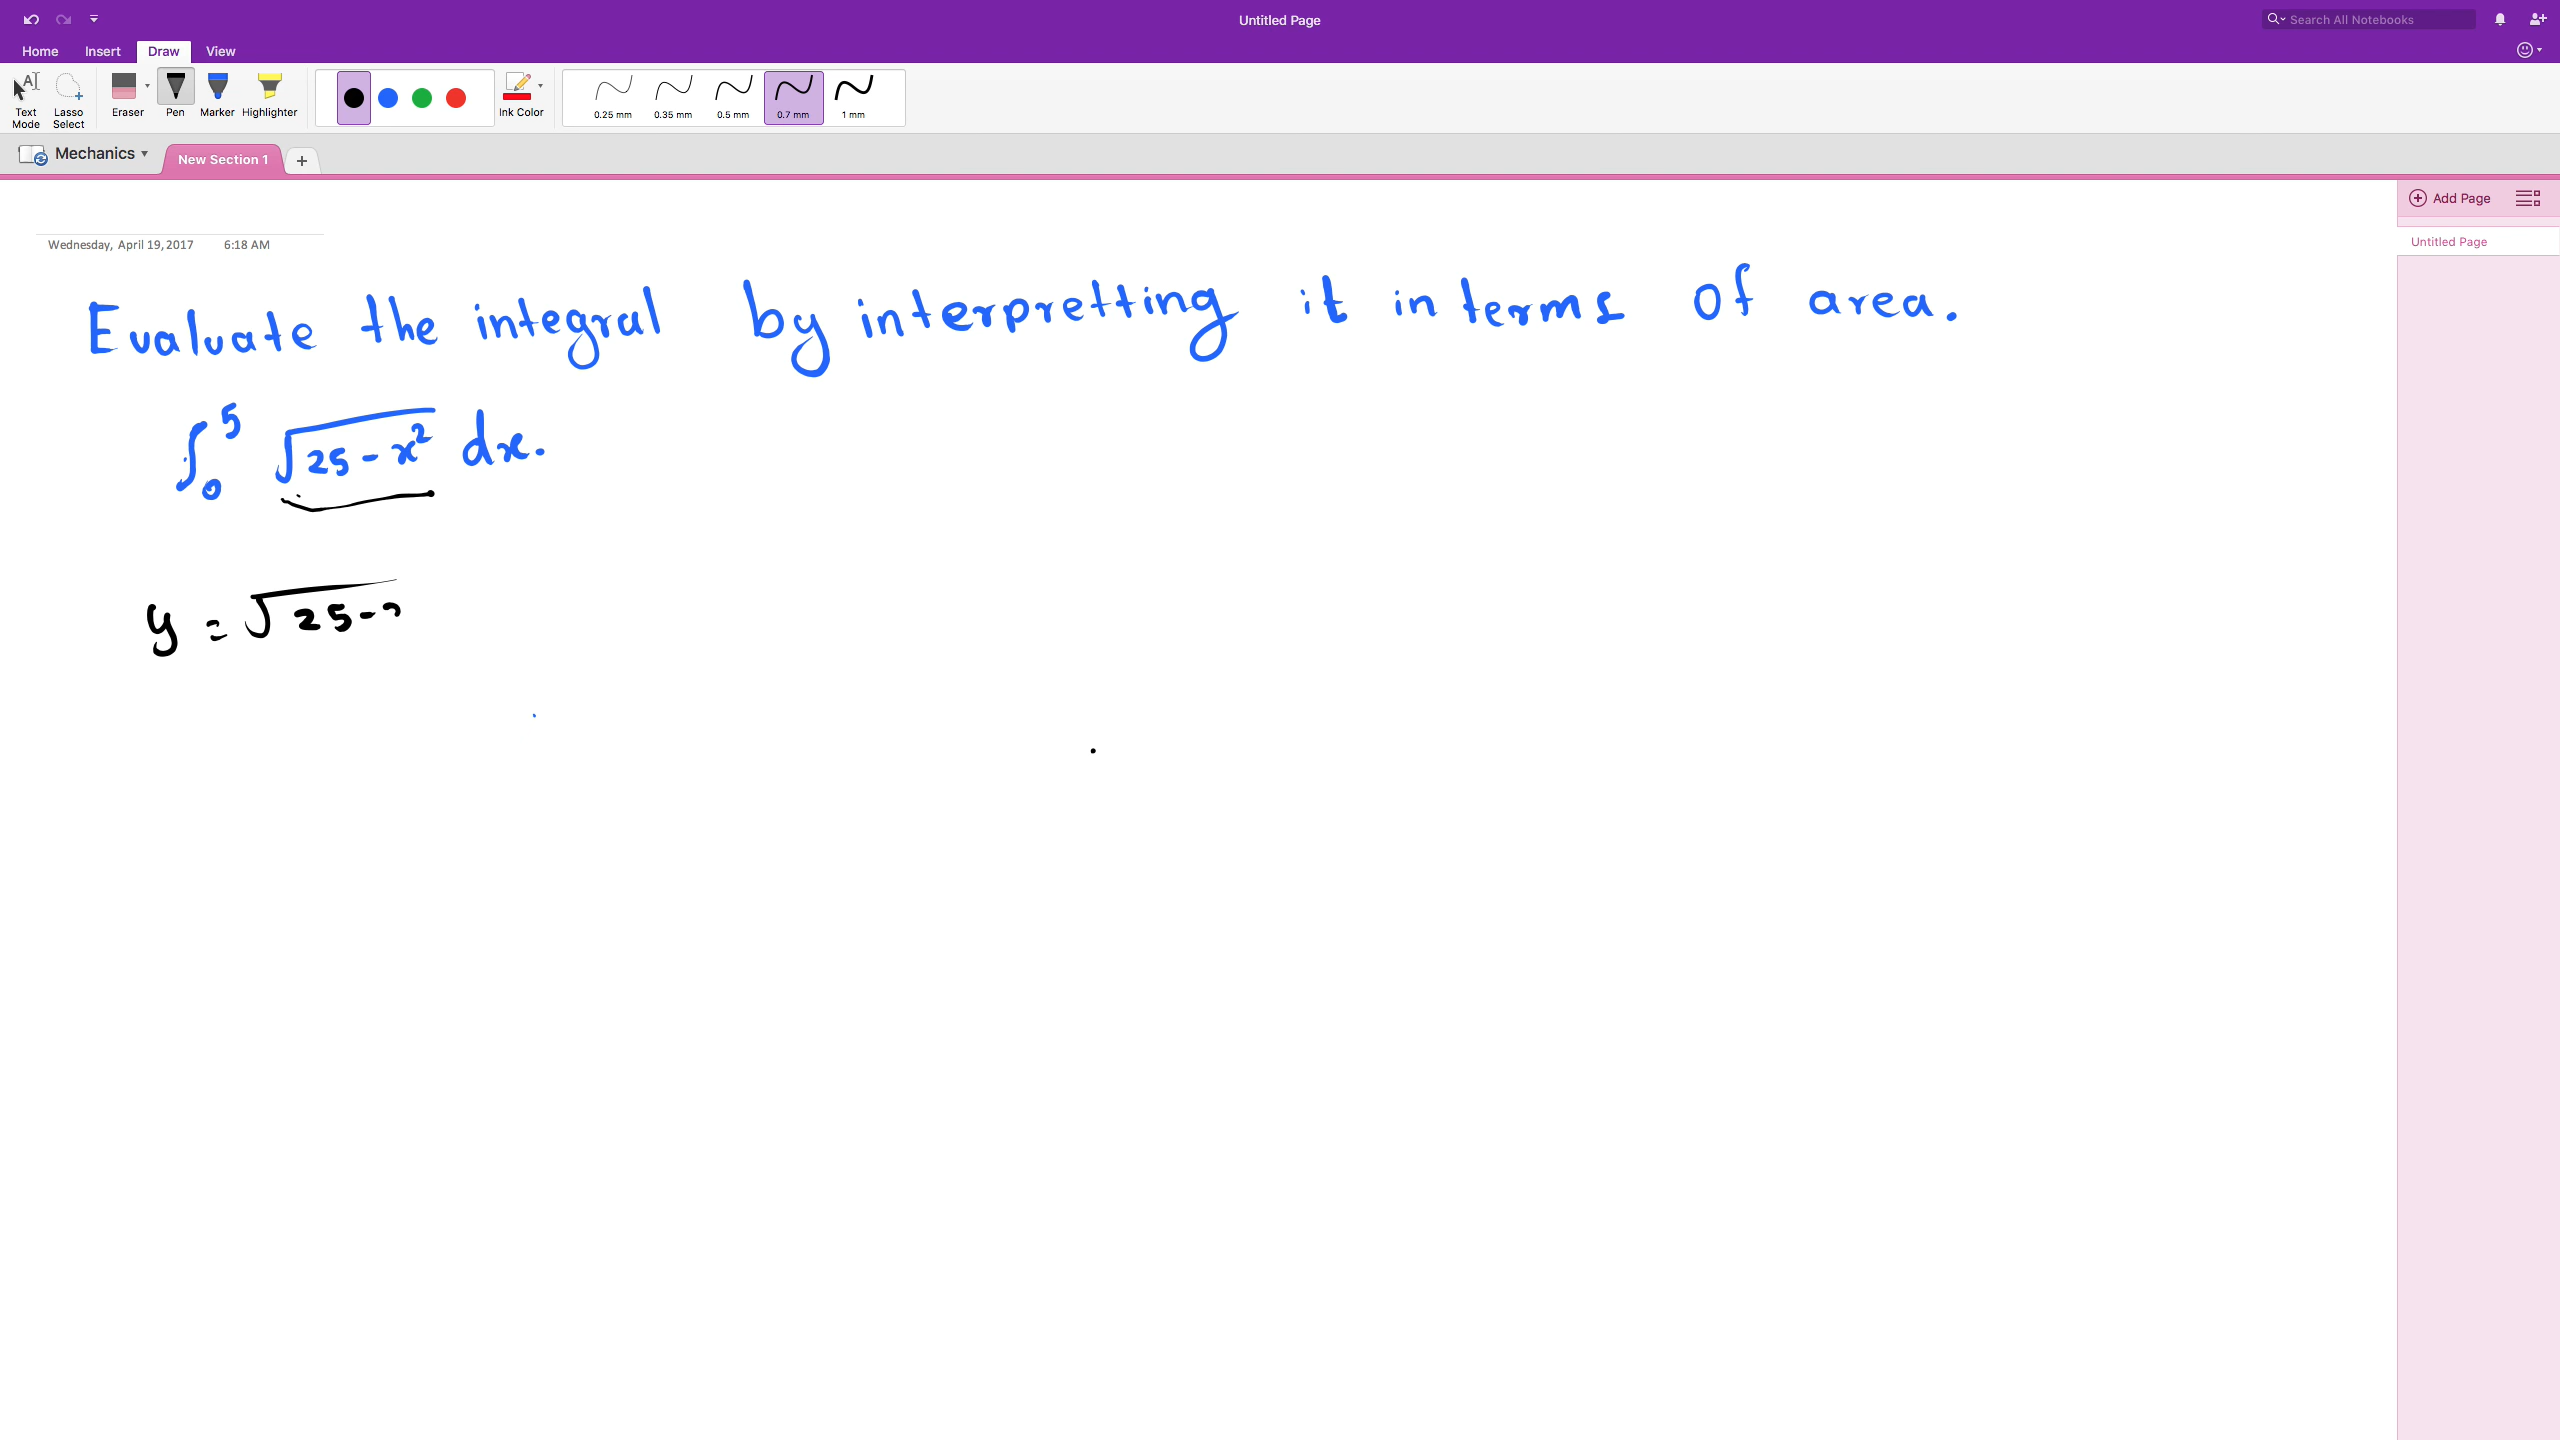 Untitled Page
Search All Notebooks
Home Insert Draw View
Text Mode Lasso Select Eraser Pen Marker Highlighter Ink Color 0.25 mm 0.35 mm 0.5 mm 0.7 mm 1 mm
Mechanics New Section 1 +
Add Page
Untitled Page
Wednesday, April 19, 2017 6:18 AM
Evaluate the integral by interpretting it in terms of area.
∫₀⁵ √(25 - x²) dx.
y = √25-